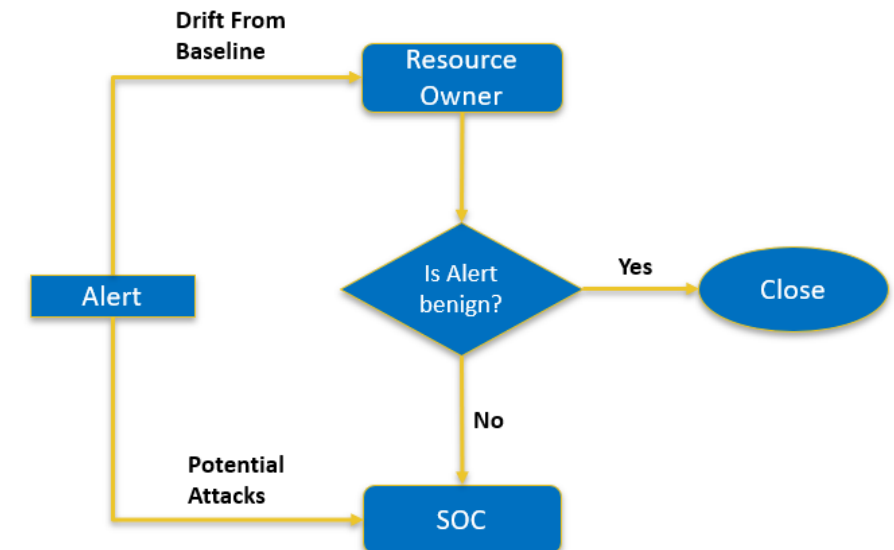 Drift From
Baseline
Resource
Owner
Is Alert
benign?
Yes
Close
Alert
No
Potential
Attacks
SOC